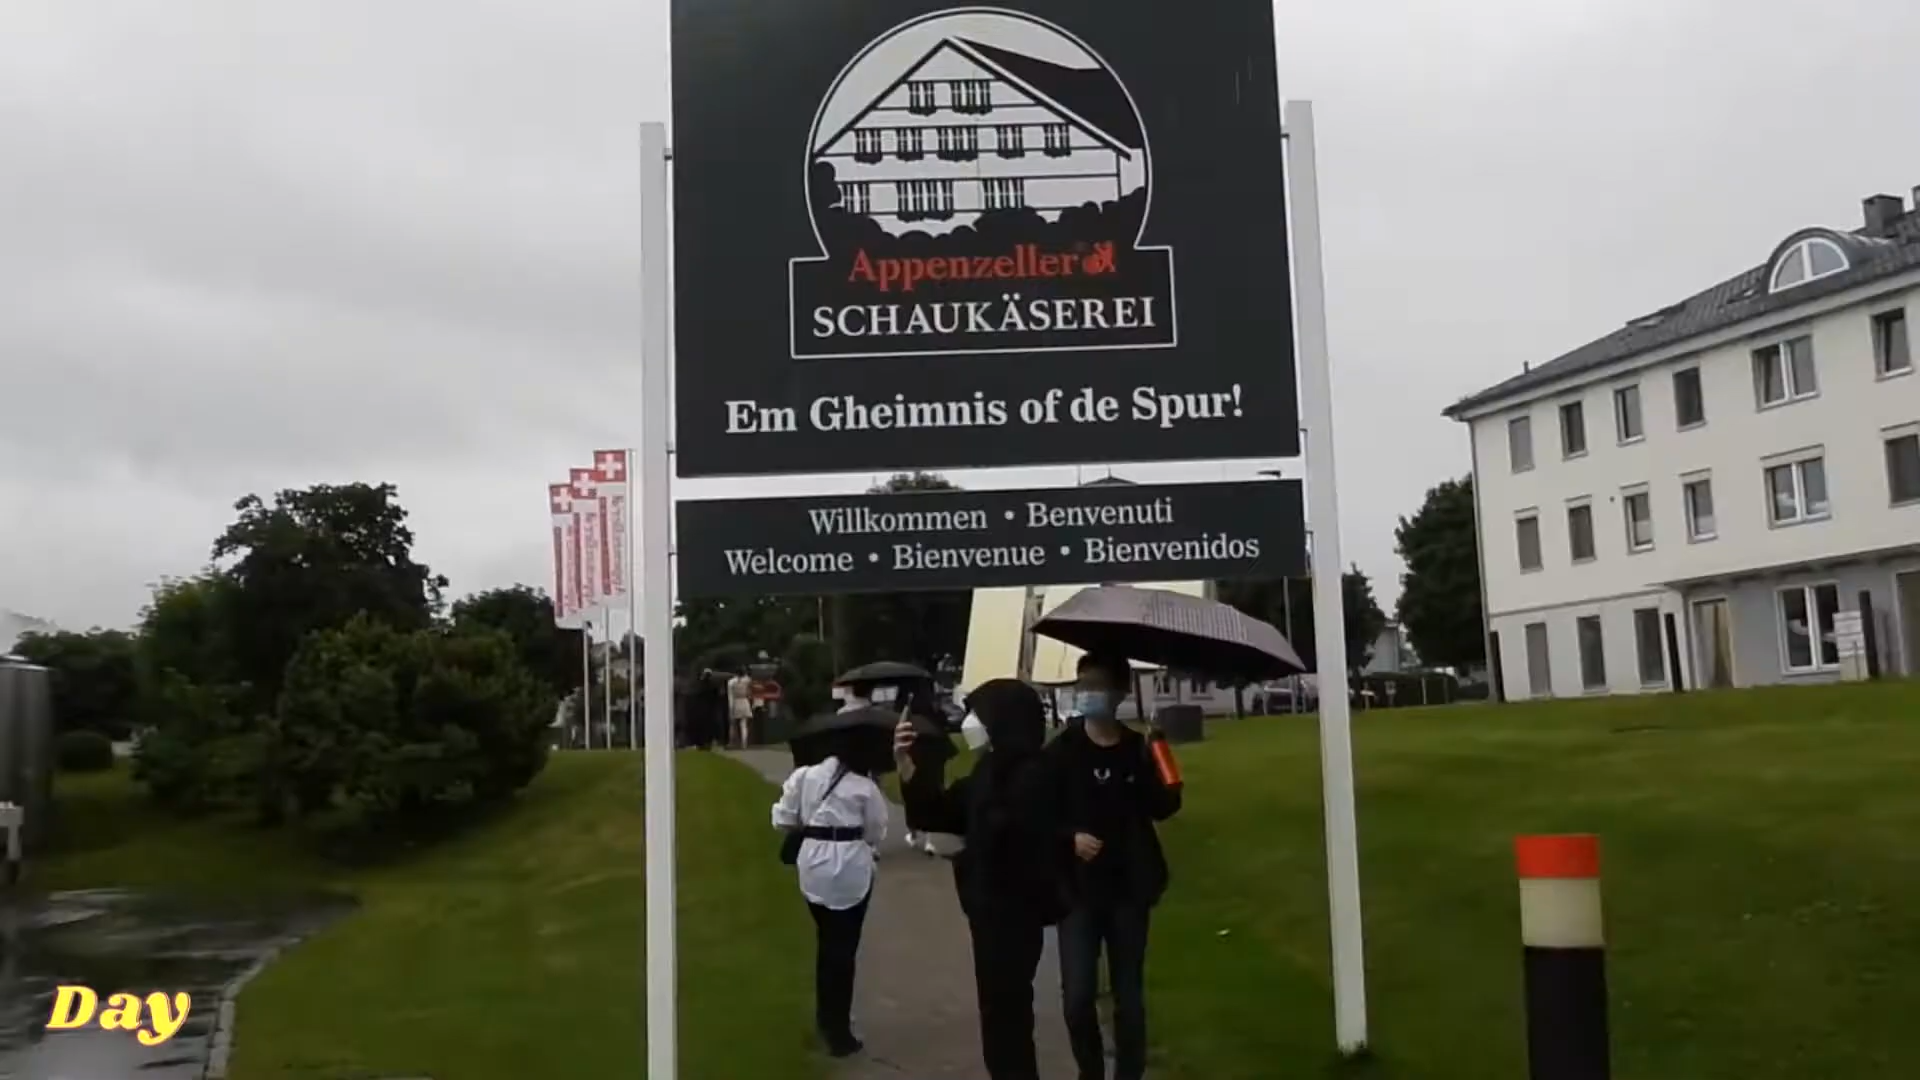 Appenzeller®
SCHAUKÄSEREI
Em Gheimnis of de Spur!
Willkommen • Benvenuti
Welcome • Bienvenue • Bienvenidos
Day